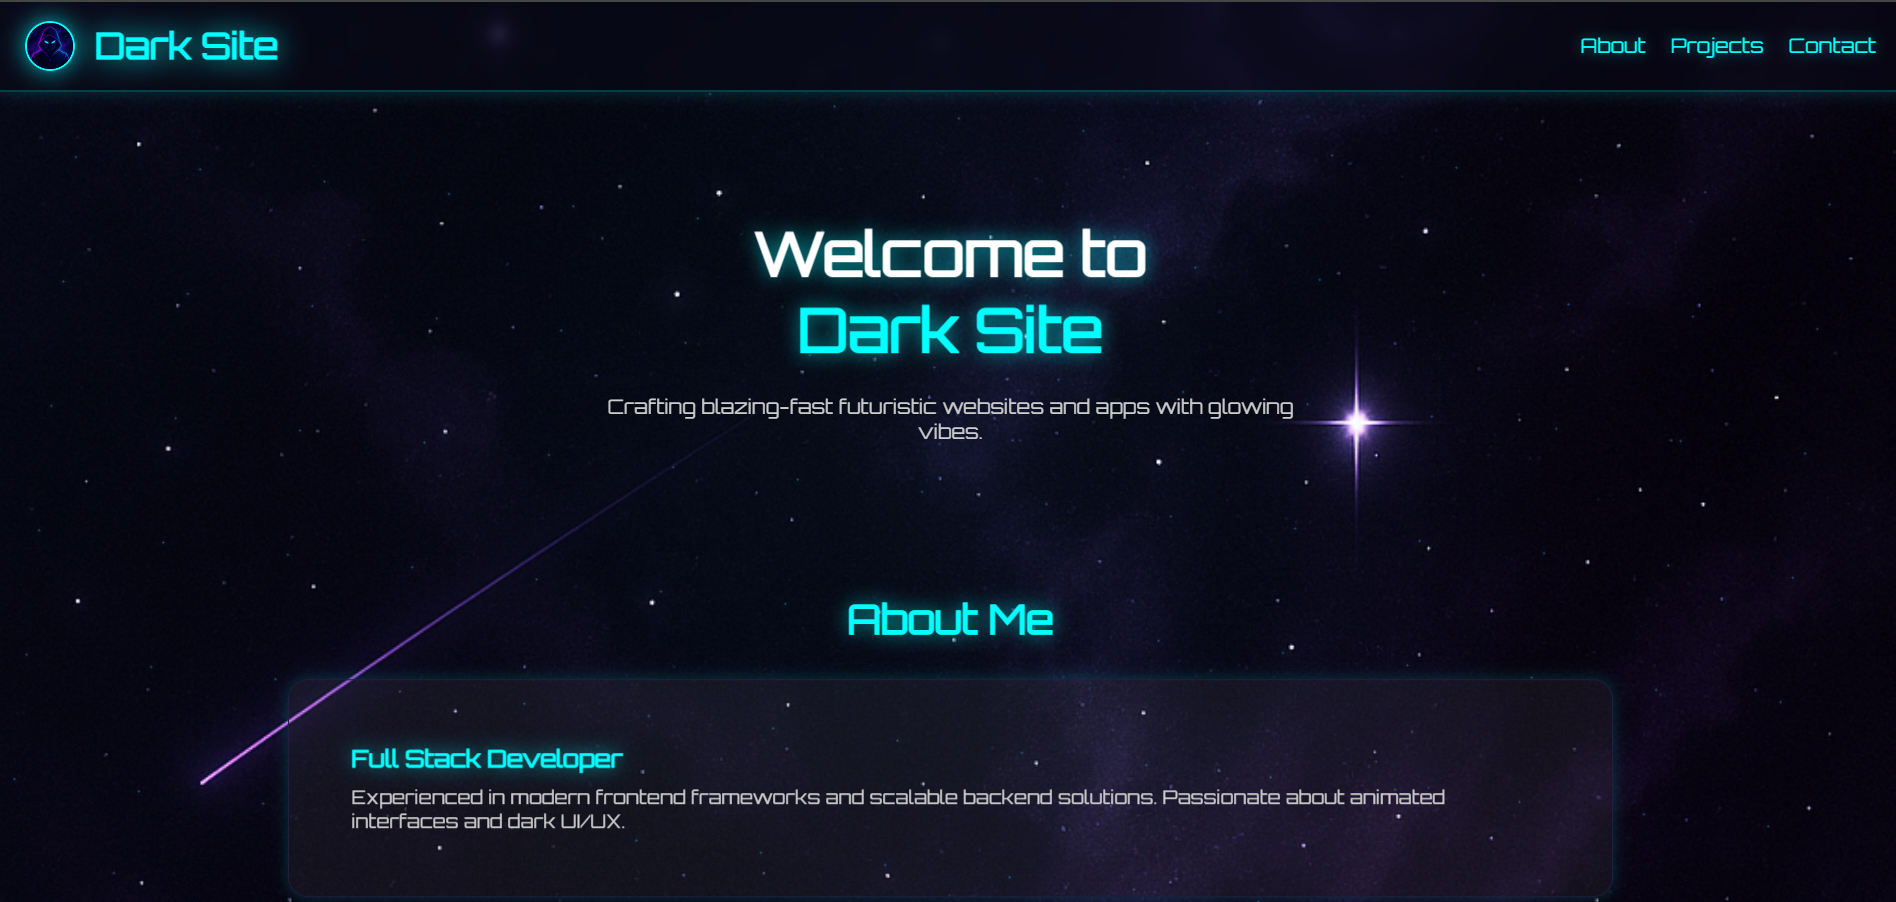 Dark Site
About Projects Contact
Welcome to
Dark Site
Crafting blazing-fast futuristic websites and apps with glowing
vibes.
About Me
Full Stack Developer
Experienced in modern frontend frameworks and scalable backend solutions. Passionate about animated
interfaces and dark UI/UX.